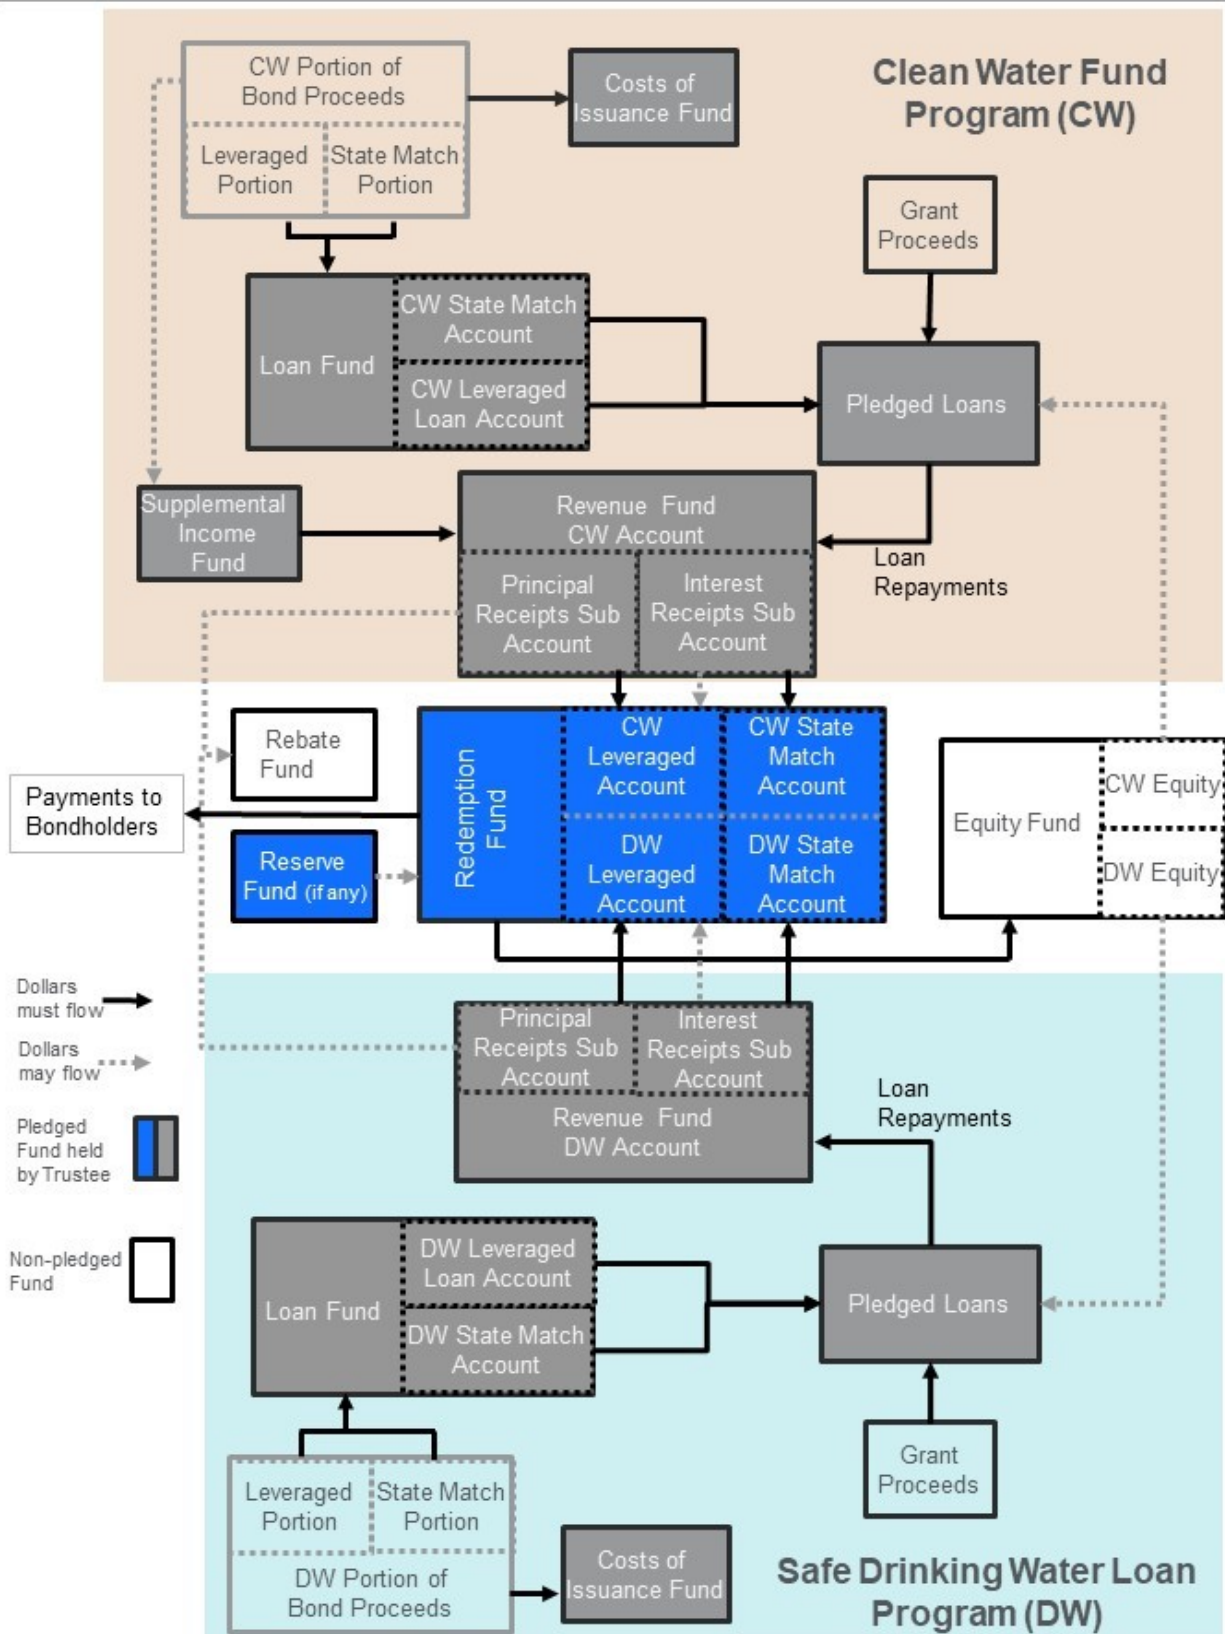 Clean Water Fund
Program (CW)
CW Portion of
Bond Proceeds
Leveraged
Portion
State Match
Portion
Costs of
Issuance Fund
Grant
Proceeds
Loan Fund
CW State Match
Account
CW Leveraged
Loan Account
Pledged Loans
Supplemental
Income
Fund
Revenue Fund
CW Account
Principal
Receipts Sub
Account
Interest
Receipts Sub
Account
Loan
Repayments
Rebate
Fund
Payments to
Bondholders
Reserve
Fund (if any)
Redemption
Fund
CW
Leveraged
Account
CW State
Match
Account
DW
Leveraged
Account
DW State
Match
Account
Equity Fund
CW Equity
DW Equity
Dollars
must flow
Dollars
may flow
Pledged
Fund held
by Trustee
Non-pledged
Fund
Principal
Receipts Sub
Account
Interest
Receipts Sub
Account
Revenue Fund
DW Account
Loan
Repayments
Loan Fund
DW Leveraged
Loan Account
DW State Match
Account
Pledged Loans
Leveraged
Portion
State Match
Portion
DW Portion of
Bond Proceeds
Costs of
Issuance Fund
Grant
Proceeds
Safe Drinking Water Loan
Program (DW)